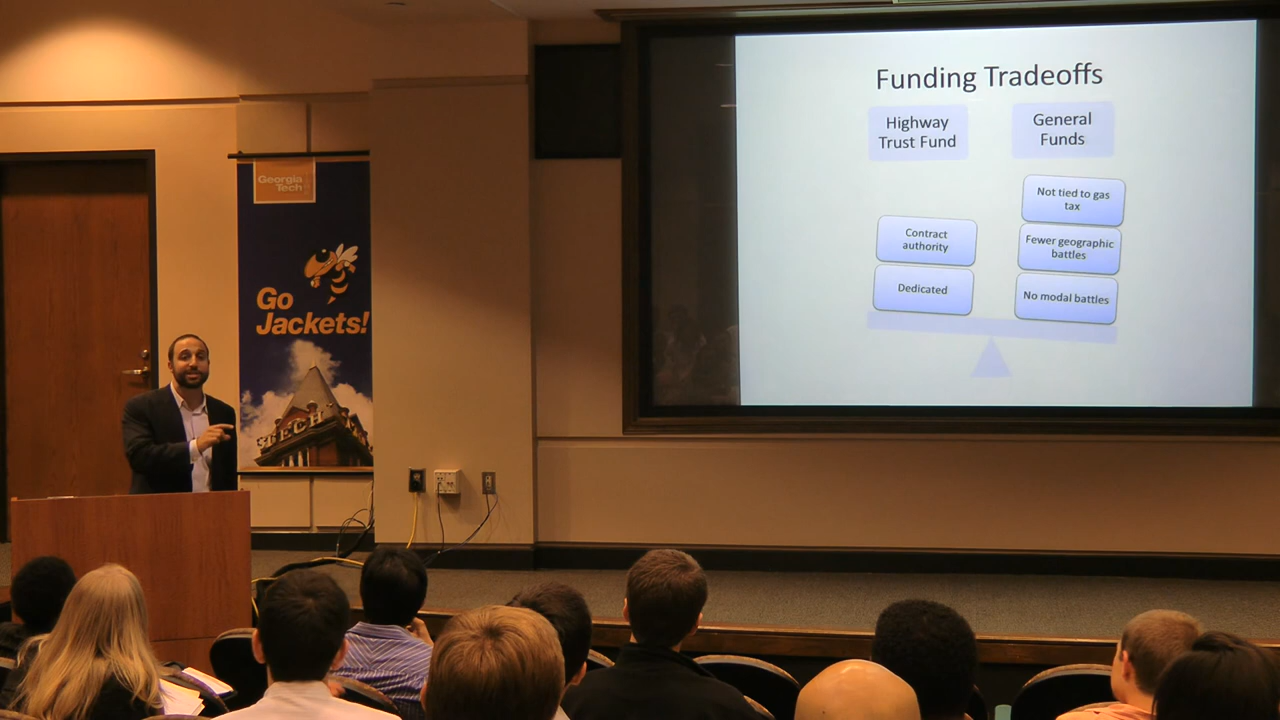 Funding Tradeoffs
Highway
Trust Fund
General
Funds
Contract
authority
Dedicated
Not tied to gas
tax
Fewer geographic
battles
No modal battles
Georgia
Tech
Go
Jackets!
TECH